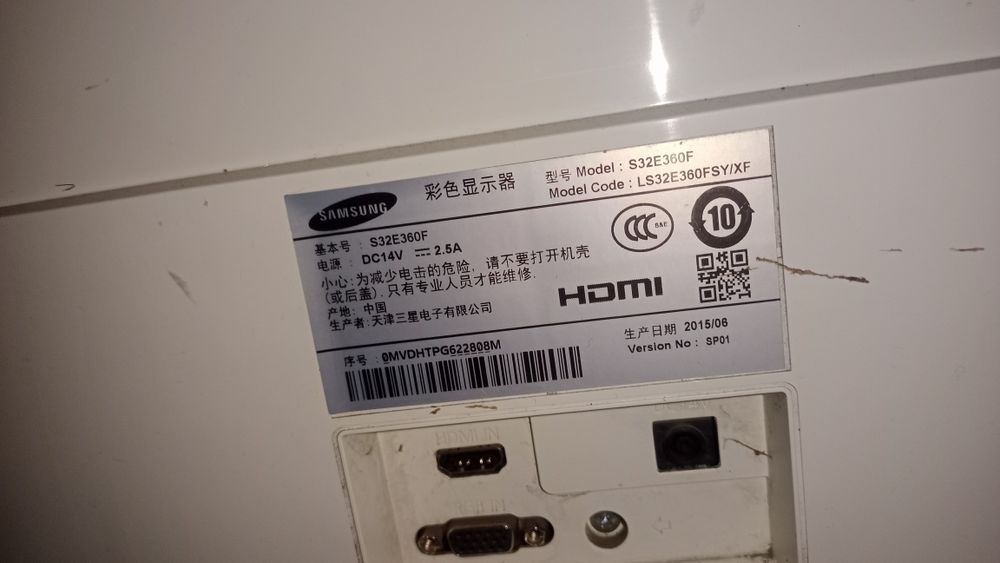 SAMSUNG
彩色显示器
型号 Model : S32E360F
Model Code : LS32E360FSY/XF
基本号 : S32E360F
电源 : DC14V ⎓ 2.5A
小心:为减少电击的危险, 请不要打开机壳
(或后盖).只有专业人员才能维修.
产地: 中国
生产者:天津三星电子有限公司
CCC S&E
10
HDMI
生产日期 2015/06
Version No : SP01
序号 : 0MVDHTPG622808M
HDMI IN
RGB IN